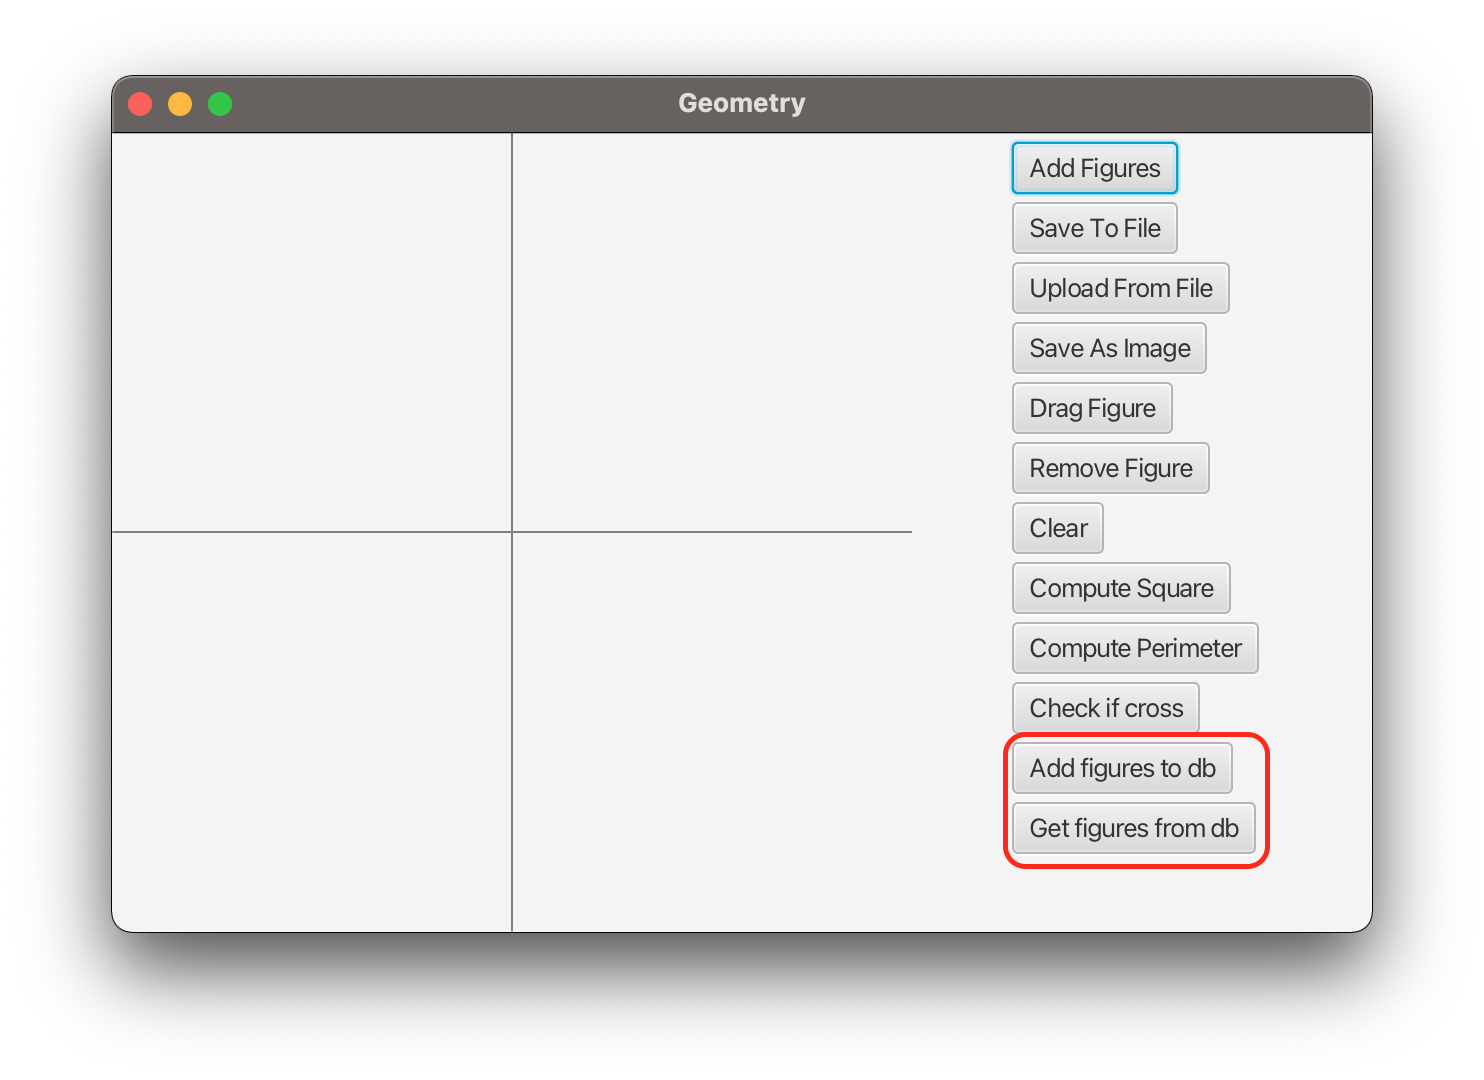 Geometry
Add Figures
Save To File
Upload From File
Save As Image
Drag Figure
Remove Figure
Clear
Compute Square
Compute Perimeter
Check if cross
Add figures to db
Get figures from db